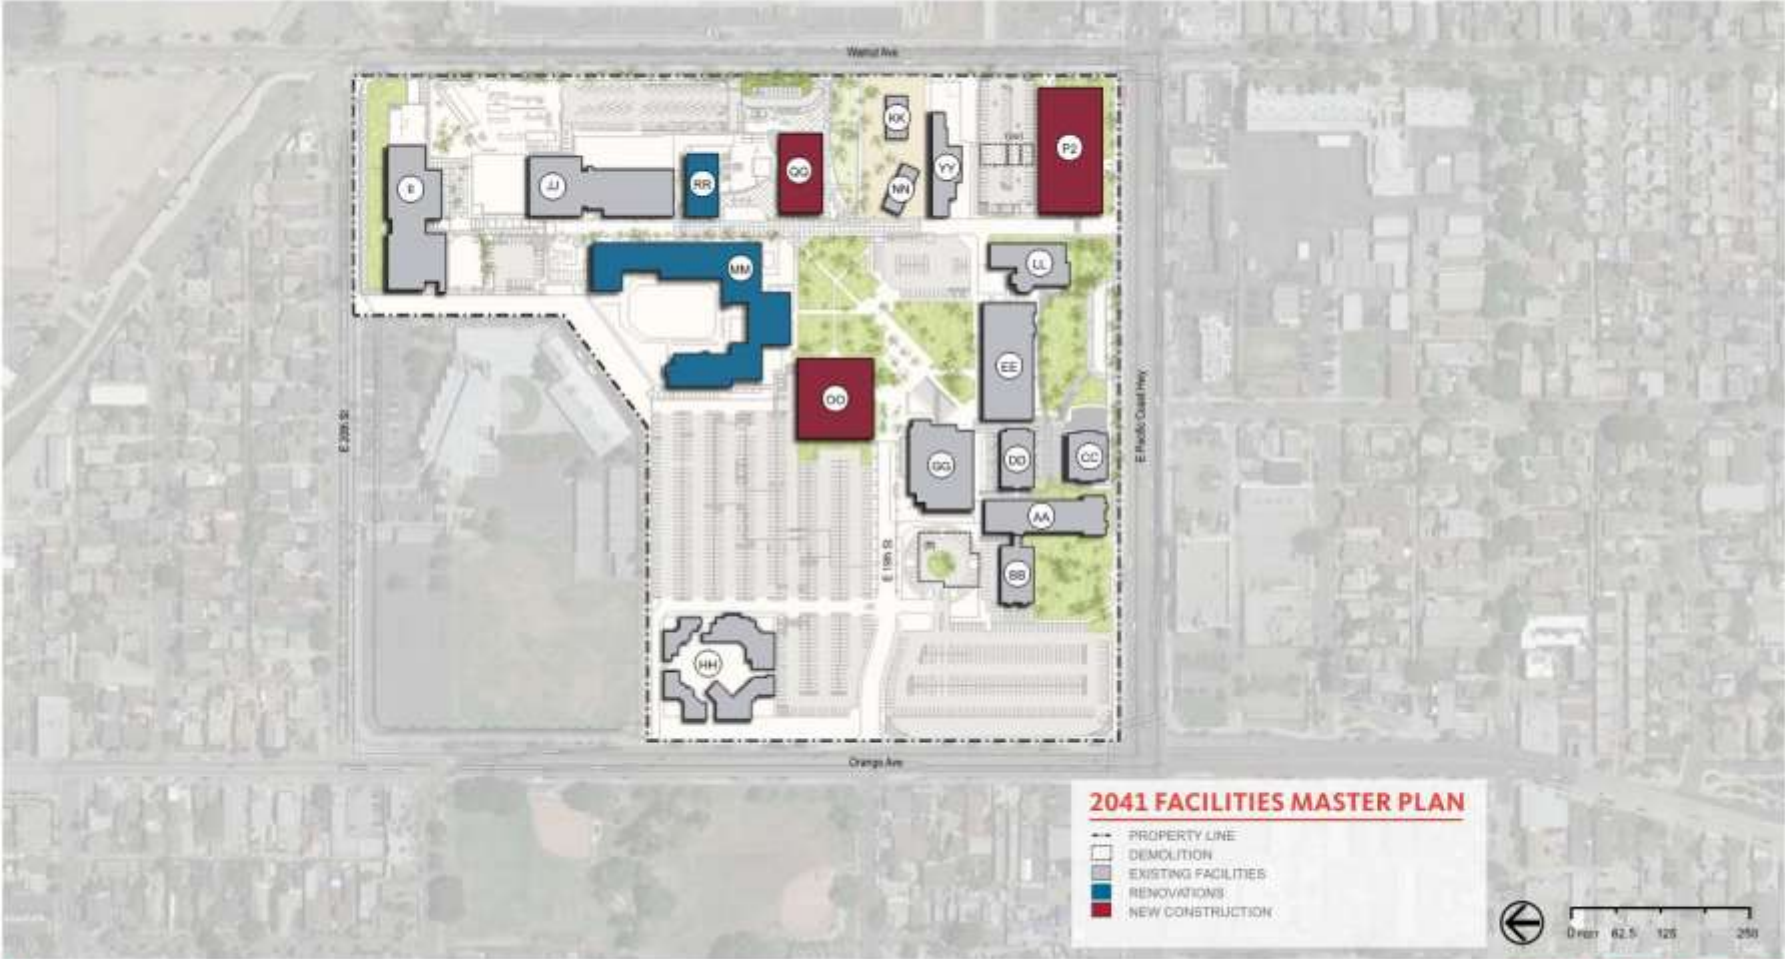 Walnut Ave
KK
P2
II
JJ
RR
QQ
NN
YY
MM
LL
EE
OO
E 20th St
E Pacific Coast Hwy
GG
DD
CC
AA
E 19th St
BB
HH
Orange Ave
2041 FACILITIES MASTER PLAN
PROPERTY LINE
DEMOLITION
EXISTING FACILITIES
RENOVATIONS
NEW CONSTRUCTION
0 FEET 62.5 125 250